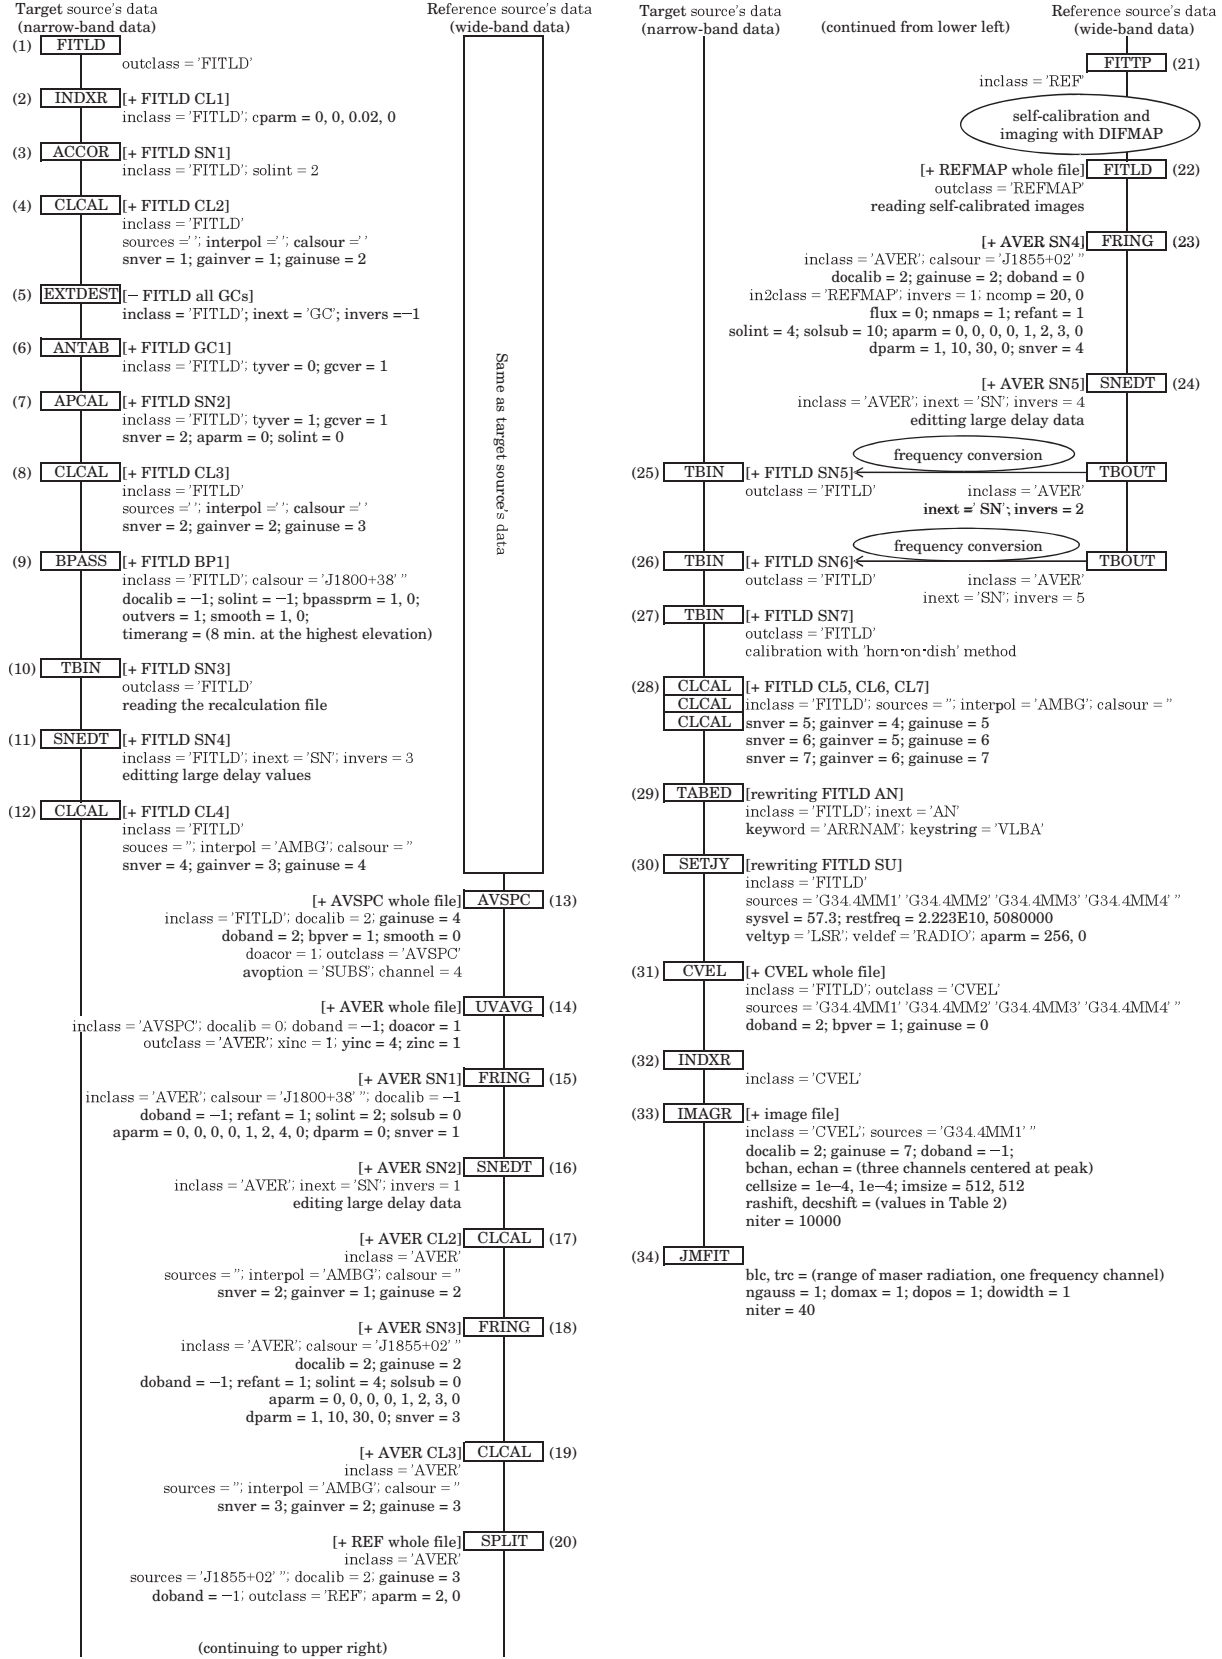 Target source's data
(narrow-band data)
Reference source's data
(wide-band data)
(1) FITLD
outclass = 'FITLD'
(2) INDXR [+ FITLD CL1]
inclass = 'FITLD'; cparm = 0, 0, 0.02, 0
(3) ACCOR [+ FITLD SN1]
inclass = 'FITLD'; solint = 2
(4) CLCAL [+ FITLD CL2]
inclass = 'FITLD'
sources =' '; interpol =' '; calsour =' '
snver = 1; gainver = 1; gainuse = 2
(5) EXTDEST [− FITLD all GCs]
inclass = 'FITLD'; inext = 'GC'; invers =−1
(6) ANTAB [+ FITLD GC1]
inclass = 'FITLD'; tyver = 0; gcver = 1
(7) APCAL [+ FITLD SN2]
inclass = 'FITLD'; tyver = 1; gcver = 1
snver = 2; aparm = 0; solint = 0
(8) CLCAL [+ FITLD CL3]
inclass = 'FITLD'
sources =' '; interpol =' '; calsour =' '
snver = 2; gainver = 2; gainuse = 3
(9) BPASS [+ FITLD BP1]
inclass = 'FITLD'; calsour = 'J1800+38' ''
docalib = −1; solint = −1; bpassprm = 1, 0;
outvers = 1; smooth = 1, 0;
timerang = (8 min. at the highest elevation)
(10) TBIN [+ FITLD SN3]
outclass = 'FITLD'
reading the recalculation file
(11) SNEDT [+ FITLD SN4]
inclass = 'FITLD'; inext = 'SN'; invers = 3
editting large delay values
(12) CLCAL [+ FITLD CL4]
inclass = 'FITLD'
souces = ''; interpol = 'AMBG'; calsour = ''
snver = 4; gainver = 3; gainuse = 4
Same as target source's data
[+ AVSPC whole file] AVSPC (13)
inclass = 'FITLD'; docalib = 2; gainuse = 4
doband = 2; bpver = 1; smooth = 0
doacor = 1; outclass = 'AVSPC'
avoption = 'SUBS'; channel = 4
[+ AVER whole file] UVAVG (14)
inclass = 'AVSPC'; docalib = 0; doband = −1; doacor = 1
outclass = 'AVER'; xinc = 1; yinc = 4; zinc = 1
[+ AVER SN1] FRING (15)
inclass = 'AVER'; calsour = 'J1800+38' ''; docalib = −1
doband = −1; refant = 1; solint = 2; solsub = 0
aparm = 0, 0, 0, 0, 1, 2, 4, 0; dparm = 0; snver = 1
[+ AVER SN2] SNEDT (16)
inclass = 'AVER'; inext = 'SN'; invers = 1
editing large delay data
[+ AVER CL2] CLCAL (17)
inclass = 'AVER'
sources = ''; interpol = 'AMBG'; calsour = ''
snver = 2; gainver = 1; gainuse = 2
[+ AVER SN3] FRING (18)
inclass = 'AVER'; calsour = 'J1855+02' ''
docalib = 2; gainuse = 2
doband = −1; refant = 1; solint = 4; solsub = 0
aparm = 0, 0, 0, 0, 1, 2, 3, 0
dparm = 1, 10, 30, 0; snver = 3
[+ AVER CL3] CLCAL (19)
inclass = 'AVER'
sources = ''; interpol = 'AMBG'; calsour = ''
snver = 3; gainver = 2; gainuse = 3
[+ REF whole file] SPLIT (20)
inclass = 'AVER'
sources = 'J1855+02' ''; docalib = 2; gainuse = 3
doband = −1; outclass = 'REF'; aparm = 2, 0
(continuing to upper right)
Target source's data
(narrow-band data)
(continued from lower left)
Reference source's data
(wide-band data)
FITTP (21)
inclass = 'REF'
self-calibration and
imaging with DIFMAP
[+ REFMAP whole file] FITLD (22)
outclass = 'REFMAP'
reading self-calibrated images
[+ AVER SN4] FRING (23)
inclass = 'AVER'; calsour = 'J1855+02' ''
docalib = 2; gainuse = 2; doband = 0
in2class = 'REFMAP'; invers = 1; ncomp = 20, 0
flux = 0; nmaps = 1; refant = 1
solint = 4; solsub = 10; aparm = 0, 0, 0, 0, 1, 2, 3, 0
dparm = 1, 10, 30, 0; snver = 4
[+ AVER SN5] SNEDT (24)
inclass = 'AVER'; inext = 'SN'; invers = 4
editting large delay data
frequency conversion
(25) TBIN [+ FITLD SN5] TBOUT
outclass = 'FITLD' inclass = 'AVER'
inext =' SN'; invers = 2
frequency conversion
(26) TBIN [+ FITLD SN6] TBOUT
outclass = 'FITLD' inclass = 'AVER'
inext = 'SN'; invers = 5
(27) TBIN [+ FITLD SN7]
outclass = 'FITLD'
calibration with 'horn-on-dish' method
(28) CLCAL [+ FITLD CL5, CL6, CL7]
CLCAL inclass = 'FITLD'; sources = ''; interpol = 'AMBG'; calsour = ''
CLCAL snver = 5; gainver = 4; gainuse = 5
snver = 6; gainver = 5; gainuse = 6
snver = 7; gainver = 6; gainuse = 7
(29) TABED [rewriting FITLD AN]
inclass = 'FITLD'; inext = 'AN'
keyword = 'ARRNAM'; keystring = 'VLBA'
(30) SETJY [rewriting FITLD SU]
inclass = 'FITLD'
sources = 'G34.4MM1' 'G34.4MM2' 'G34.4MM3' 'G34.4MM4' ''
sysvel = 57.3; restfreq = 2.223E10, 5080000
veltyp = 'LSR'; veldef = 'RADIO'; aparm = 256, 0
(31) CVEL [+ CVEL whole file]
inclass = 'FITLD'; outclass = 'CVEL'
sources = 'G34.4MM1' 'G34.4MM2' 'G34.4MM3' 'G34.4MM4' ''
doband = 2; bpver = 1; gainuse = 0
(32) INDXR
inclass = 'CVEL'
(33) IMAGR [+ image file]
inclass = 'CVEL'; sources = 'G34.4MM1' ''
docalib = 2; gainuse = 7; doband = −1;
bchan, echan = (three channels centered at peak)
cellsize = 1e−4, 1e−4; imsize = 512, 512
rashift, decshift = (values in Table 2)
niter = 10000
(34) JMFIT
blc, trc = (range of maser radiation, one frequency channel)
ngauss = 1; domax = 1; dopos = 1; dowidth = 1
niter = 40